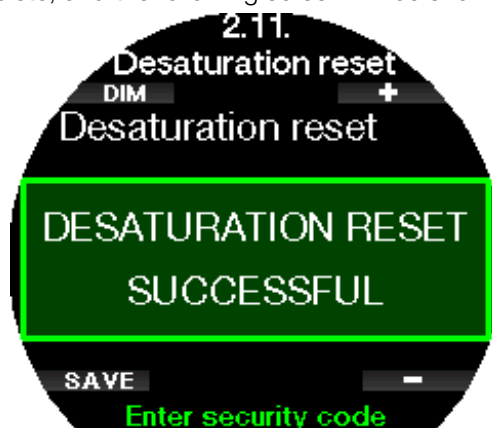 2.11.
Desaturation reset
DIM +
Desaturation reset
DESATURATION RESET
SUCCESSFUL
SAVE -
Enter security code